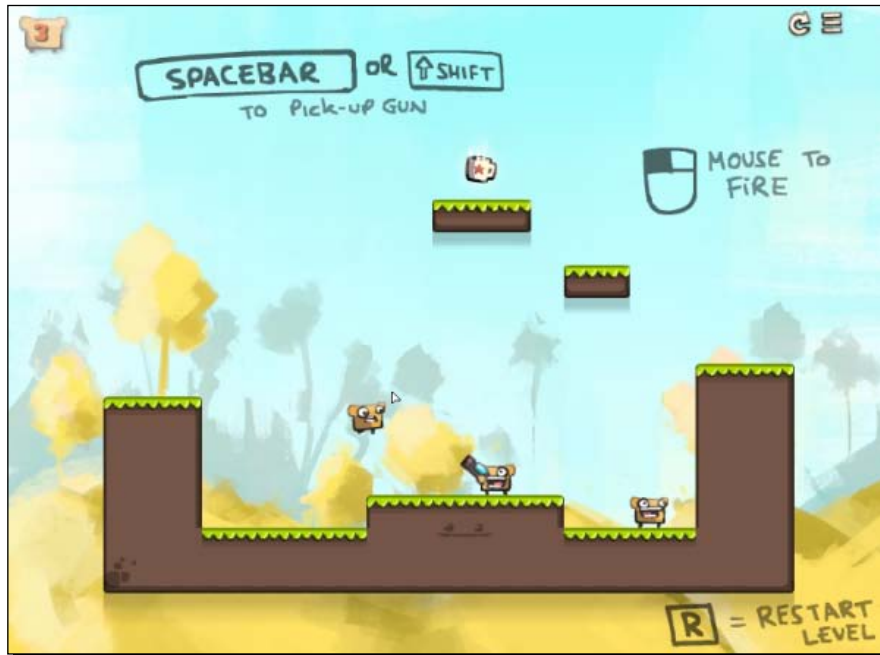 3
SPACEBAR OR SHIFT
TO Pick-UP GUN
MOUSE TO
FiRE
R = RESTART
LEVEL